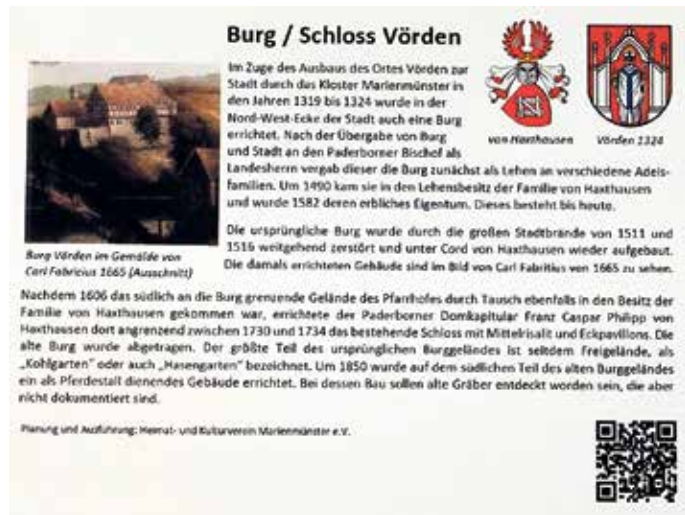 Burg / Schloss Vörden
Im Zuge des Ausbaus des Ortes Vörden zur
Stadt durch das Kloster Marienmünster in
den Jahren 1319 bis 1324 wurde in der
Nord-West-Ecke der Stadt auch eine Burg
errichtet. Nach der Übergabe von Burg
und Stadt an den Paderborner Bischof als
Landesherrn vergab dieser die Burg zunächst als Lehen an verschiedene Adels-
familien. Um 1490 kam sie in den Lehensbesitz der Familie von Haxthausen
und wurde 1582 deren erbliches Eigentum. Dieses besteht bis heute.
von Haxthausen
Vörden 1324
Die ursprüngliche Burg wurde durch die großen Stadtbrände von 1511 und
1516 weitgehend zerstört und unter Cord von Haxthausen wieder aufgebaut.
Die damals errichteten Gebäude sind im Bild von Carl Fabritius von 1665 zu sehen.
Burg Vörden im Gemälde von
Carl Fabricius 1665 (Ausschnitt)
Nachdem 1606 das südlich an die Burg grenzende Gelände des Pfarrhofes durch Tausch ebenfalls in den Besitz der
Familie von Haxthausen gekommen war, errichtete der Paderborner Domkapitular Franz Caspar Philipp von
Haxthausen dort angrenzend zwischen 1730 und 1734 das bestehende Schloss mit Mittelrisalit und Eckpavillons. Die
alte Burg wurde abgetragen. Der größte Teil des ursprünglichen Burggeländes ist seitdem Freigelände, als
„Kohlgarten" oder auch „Hasengarten" bezeichnet. Um 1850 wurde auf dem südlichen Teil des alten Burggeländes
ein als Pferdestall dienendes Gebäude errichtet. Bei dessen Bau sollen alte Gräber entdeckt worden sein, die aber
nicht dokumentiert sind.
Planung und Ausführung: Heimat- und Kulturverein Marienmünster e.V.